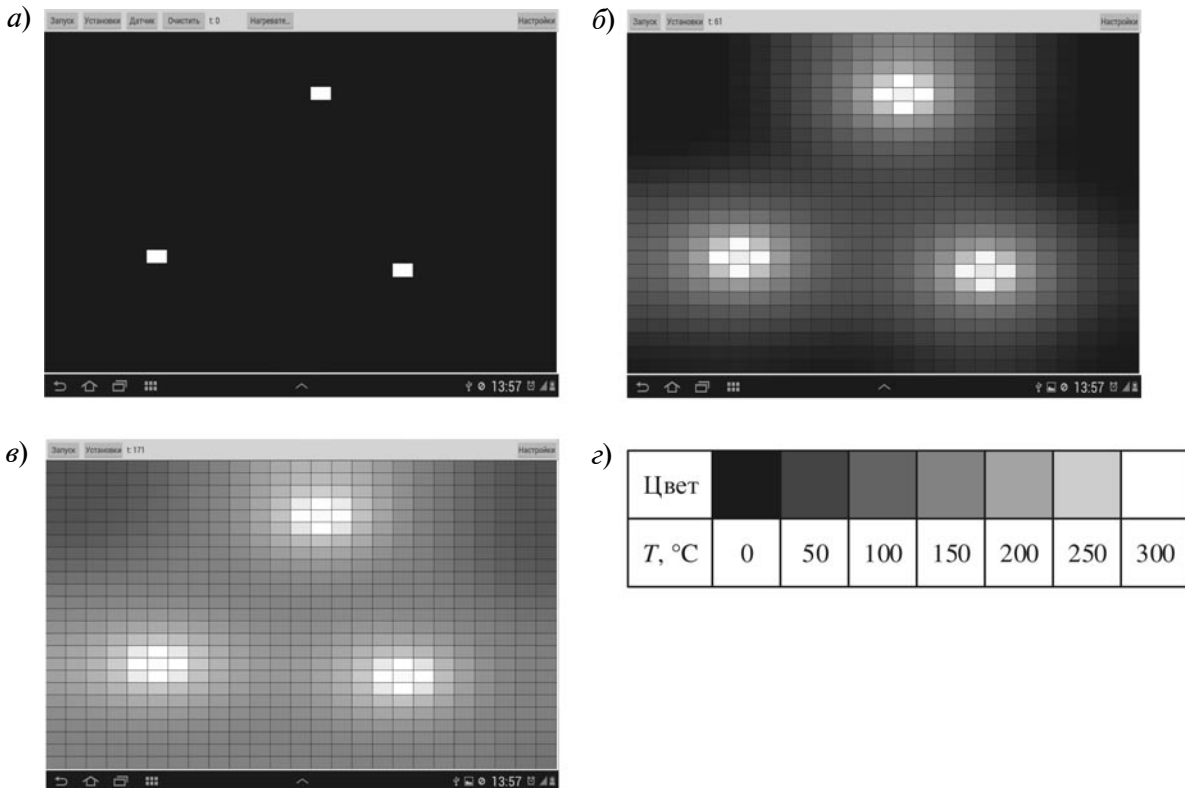 а)
Запуск Установки Датчик Очистить t: 0 Нагревате.. Настройки
13:57
б)
Запуск Установки t: 61 Настройки
13:57
в)
Запуск Установки t: 171 Настройки
13:57
г)
Цвет
T, °C 0 50 100 150 200 250 300